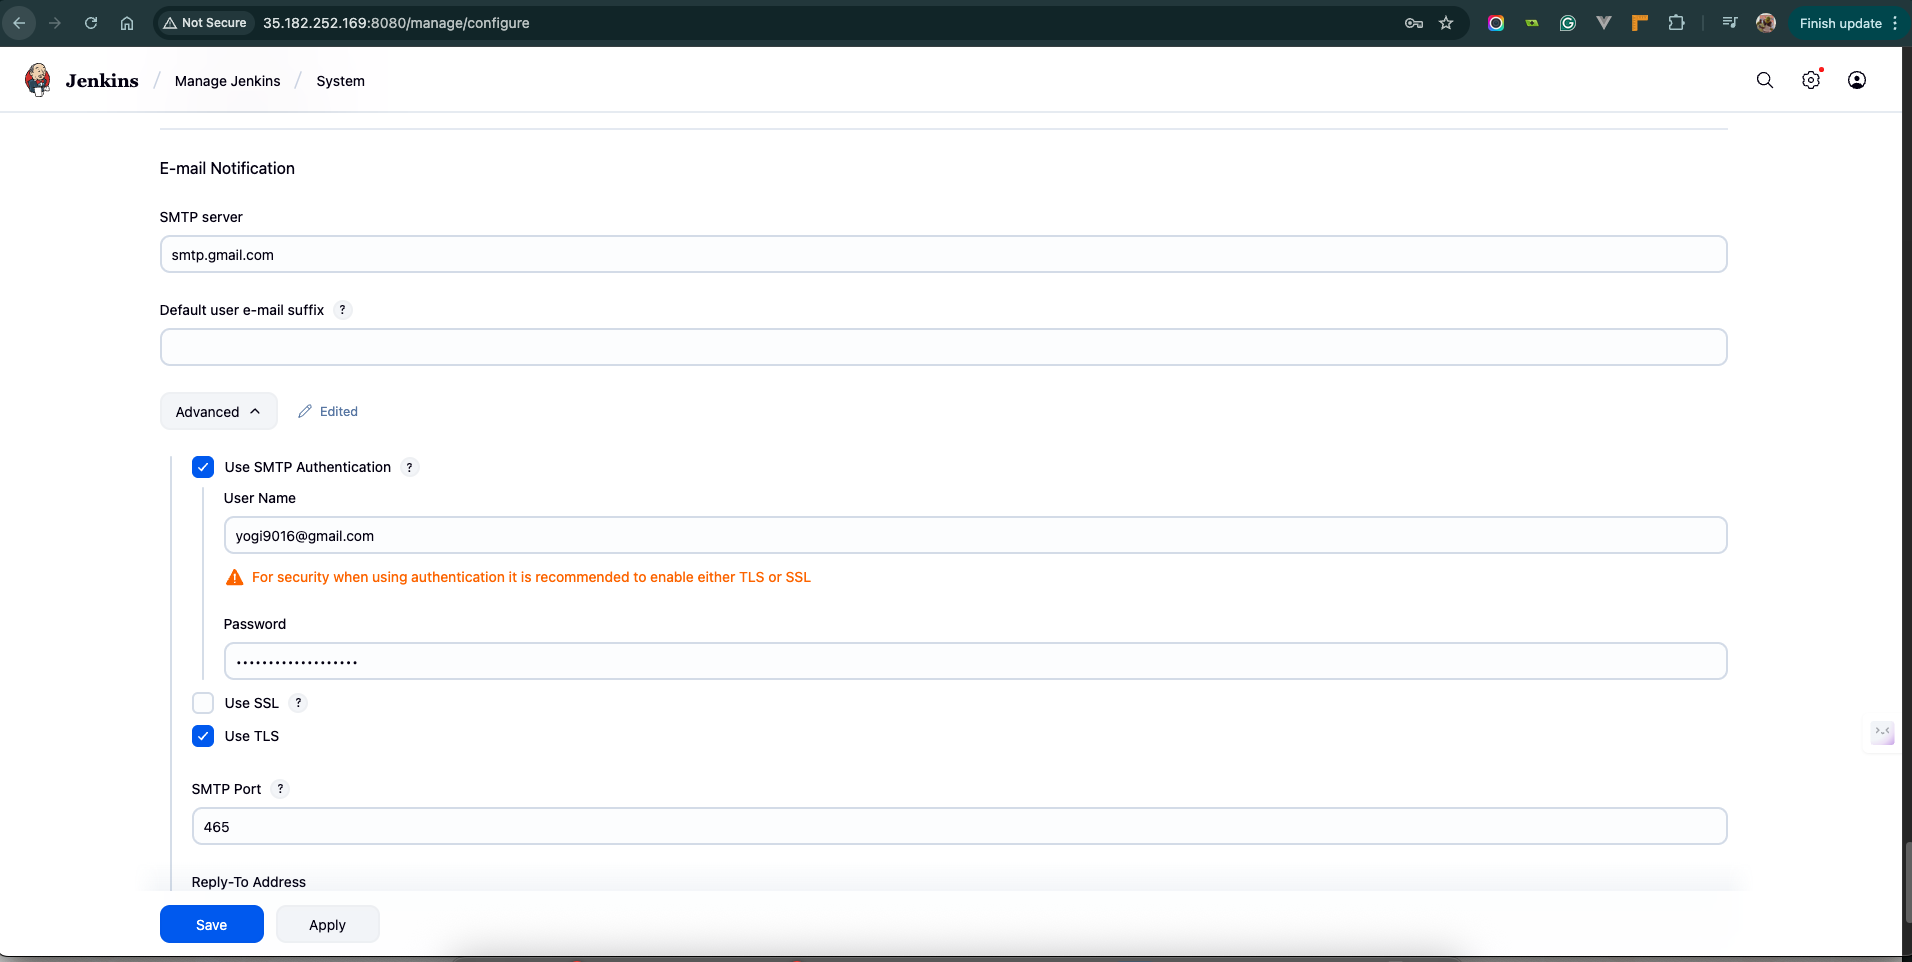 Not Secure 35.182.252.169:8080/manage/configure Finish update
Jenkins / Manage Jenkins / System
E-mail Notification
SMTP server
smtp.gmail.com
Default user e-mail suffix ?
Advanced Edited
Use SMTP Authentication ?
User Name
yogi9016@gmail.com
For security when using authentication it is recommended to enable either TLS or SSL
Password
•••••••••••••••••••
Use SSL ?
Use TLS
SMTP Port ?
465
Reply-To Address
Save Apply